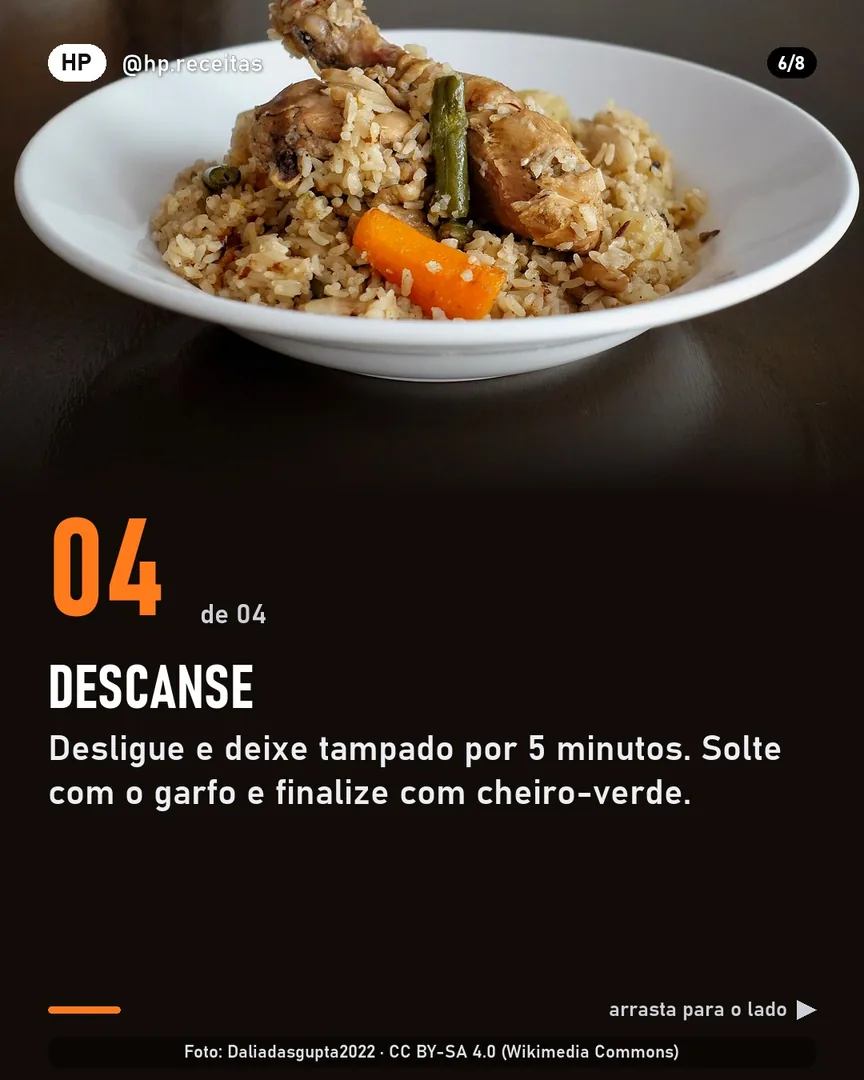 HP @hp.receitas 6/8
04 de 04
DESCANSE
Desligue e deixe tampado por 5 minutos. Solte
com o garfo e finalize com cheiro-verde.
arrasta para o lado ▶
Foto: Daliadasgupta2022 · CC BY-SA 4.0 (Wikimedia Commons)